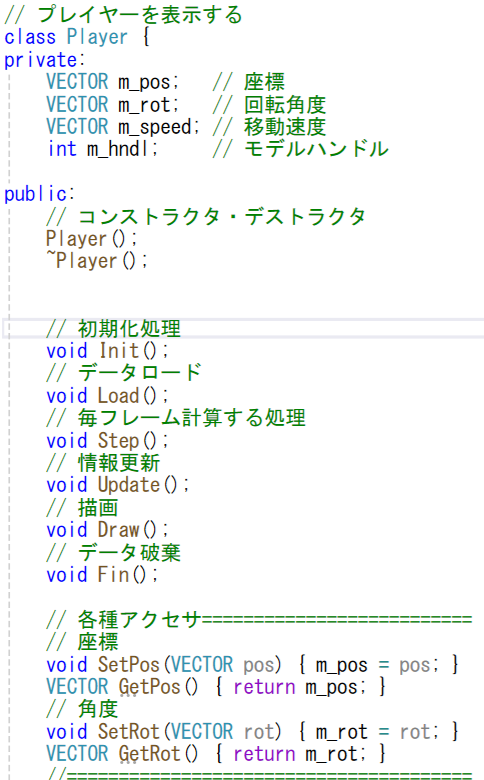 // プレイヤーを表示する
class Player {
private:
    VECTOR m_pos;   // 座標
    VECTOR m_rot;   // 回転角度
    VECTOR m_speed; // 移動速度
    int m_hndl;     // モデルハンドル
public:
    // コンストラクタ・デストラクタ
    Player();
    ~Player();
    // 初期化処理
    void Init();
    // データロード
    void Load();
    // 毎フレーム計算する処理
    void Step();
    // 情報更新
    void Update();
    // 描画
    void Draw();
    // データ破棄
    void Fin();
    // 各種アクセサ==========================
    // 座標
    void SetPos(VECTOR pos) { m_pos = pos; }
    VECTOR GetPos() { return m_pos; }
    // 角度
    void SetRot(VECTOR rot) { m_rot = rot; }
    VECTOR GetRot() { return m_rot; }
    //=======================================